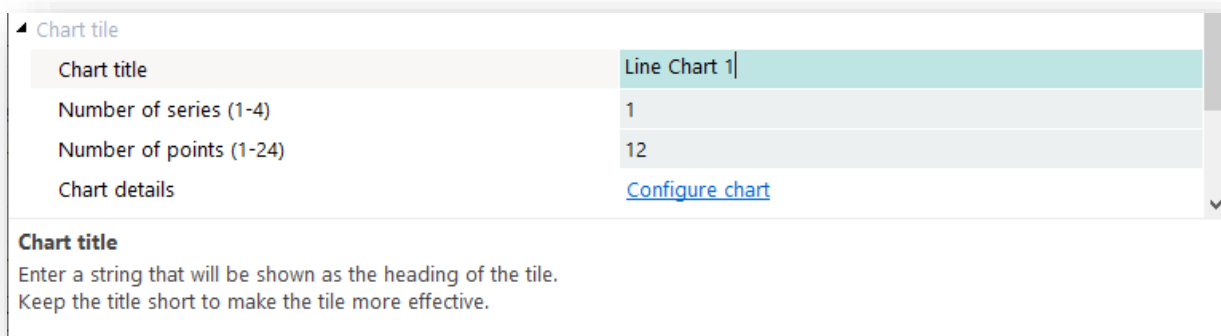 Chart tile
Chart title Line Chart 1
Number of series (1-4) 1
Number of points (1-24) 12
Chart details Configure chart
Chart title
Enter a string that will be shown as the heading of the tile.
Keep the title short to make the tile more effective.